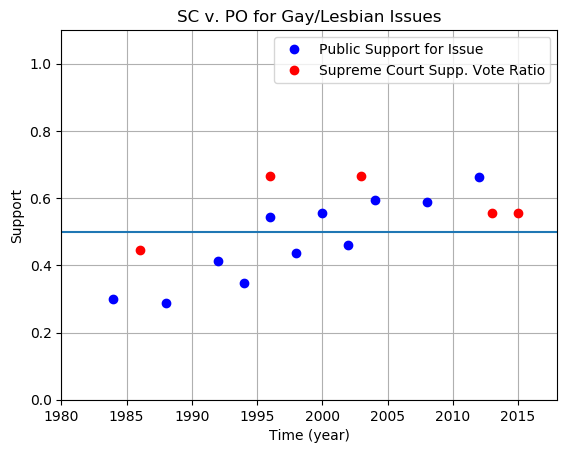 SC v. PO for Gay/Lesbian Issues
Public Support for Issue
Supreme Court Supp. Vote Ratio
1.0
0.8
0.6
0.4
0.2
0.0
Support
1980 1985 1990 1995 2000 2005 2010 2015
Time (year)